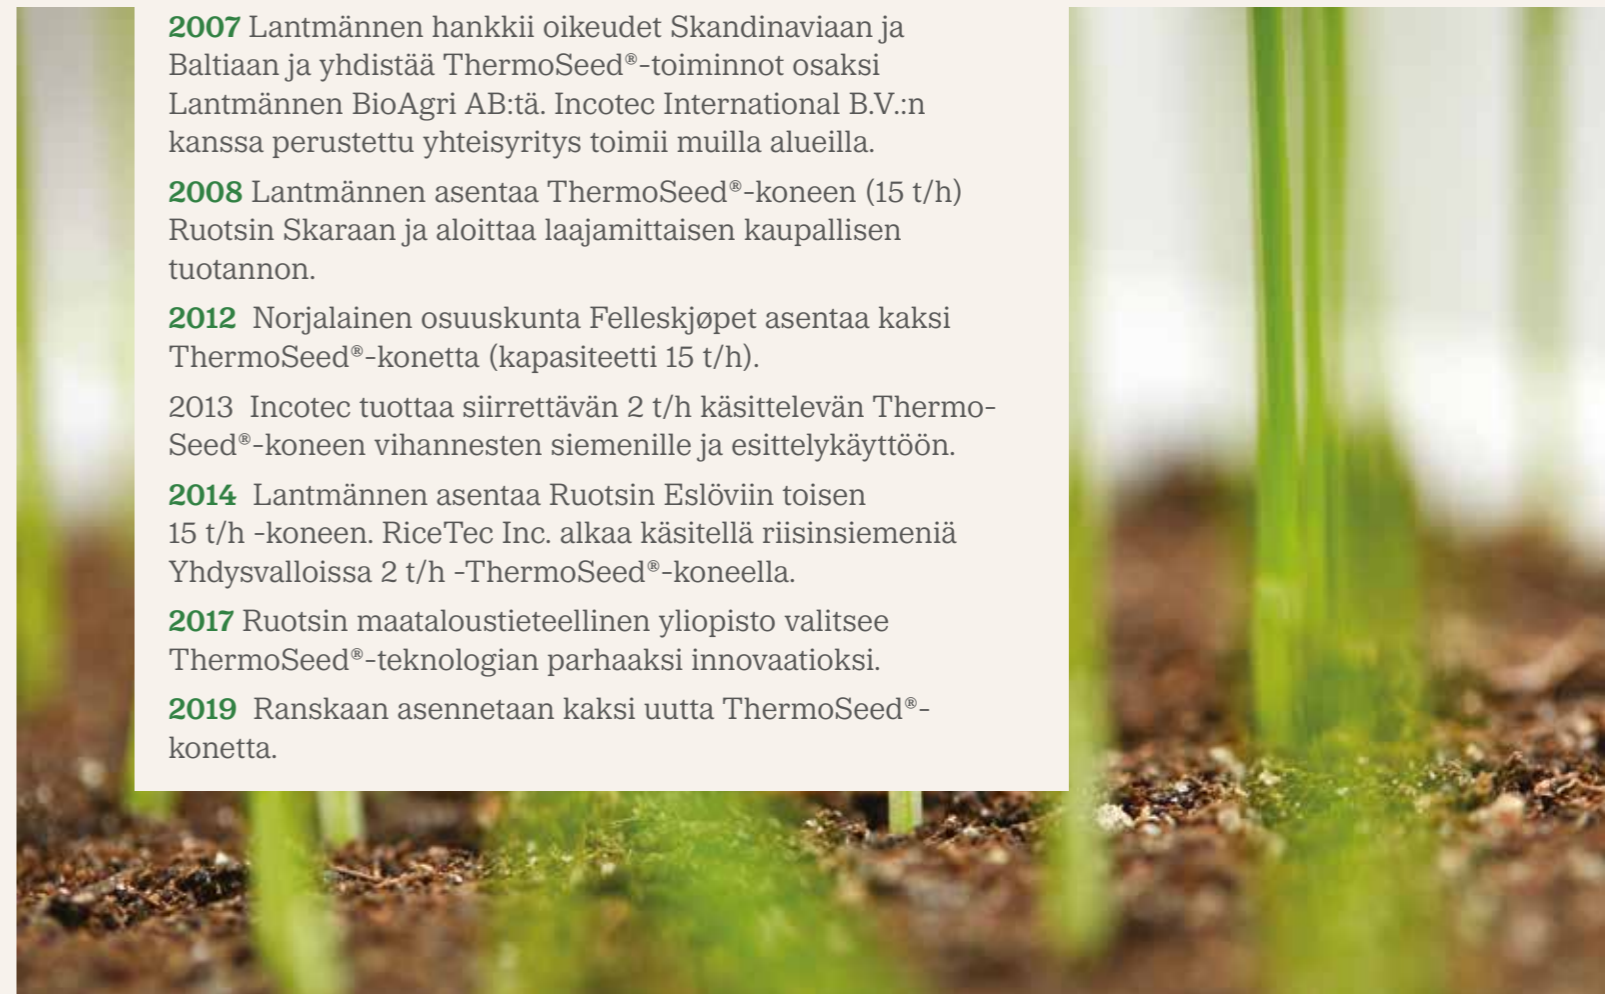 2007 Lantmännen hankkii oikeudet Skandinaviaan ja
Baltiaan ja yhdistää ThermoSeed®-toiminnot osaksi
Lantmännen BioAgri AB:tä. Incotec International B.V.:n
kanssa perustettu yhteisyritys toimii muilla alueilla.
2008 Lantmännen asentaa ThermoSeed®-koneen (15 t/h)
Ruotsin Skaraan ja aloittaa laajamittaisen kaupallisen
tuotannon.
2012 Norjalainen osuuskunta Felleskjøpet asentaa kaksi
ThermoSeed®-konetta (kapasiteetti 15 t/h).
2013 Incotec tuottaa siirrettävän 2 t/h käsittelevän Thermo-
Seed®-koneen vihannesten siemenille ja esittelykäyttöön.
2014 Lantmännen asentaa Ruotsin Eslöviin toisen
15 t/h -koneen. RiceTec Inc. alkaa käsitellä riisinsiemeniä
Yhdysvalloissa 2 t/h -ThermoSeed®-koneella.
2017 Ruotsin maataloustieteellinen yliopisto valitsee
ThermoSeed®-teknologian parhaaksi innovaatioksi.
2019 Ranskaan asennetaan kaksi uutta ThermoSeed®-
konetta.